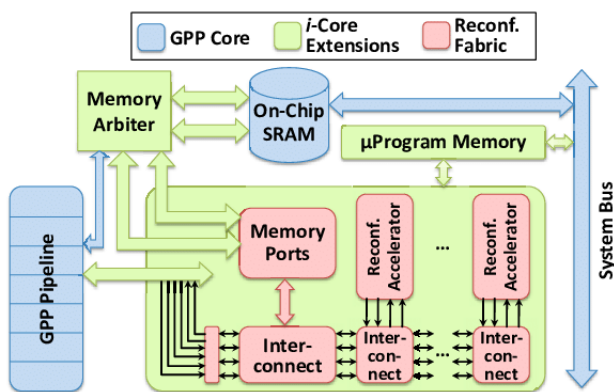 GPP Core
i-Core
Extensions
Reconf.
Fabric
Memory
Arbiter
On-Chip
SRAM
μProgram Memory
System Bus
GPP Pipeline
Memory
Ports
Reconf.
Accelerator
...
Reconf.
Accelerator
Inter-
connect
Inter-
con-
nect
...
Inter-
con-
nect